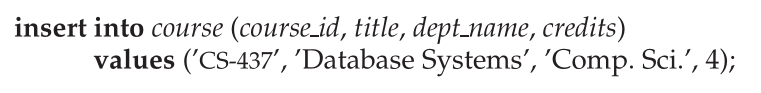 insert into course (course_id, title, dept_name, credits)
values ('CS-437', 'Database Systems', 'Comp. Sci.', 4);